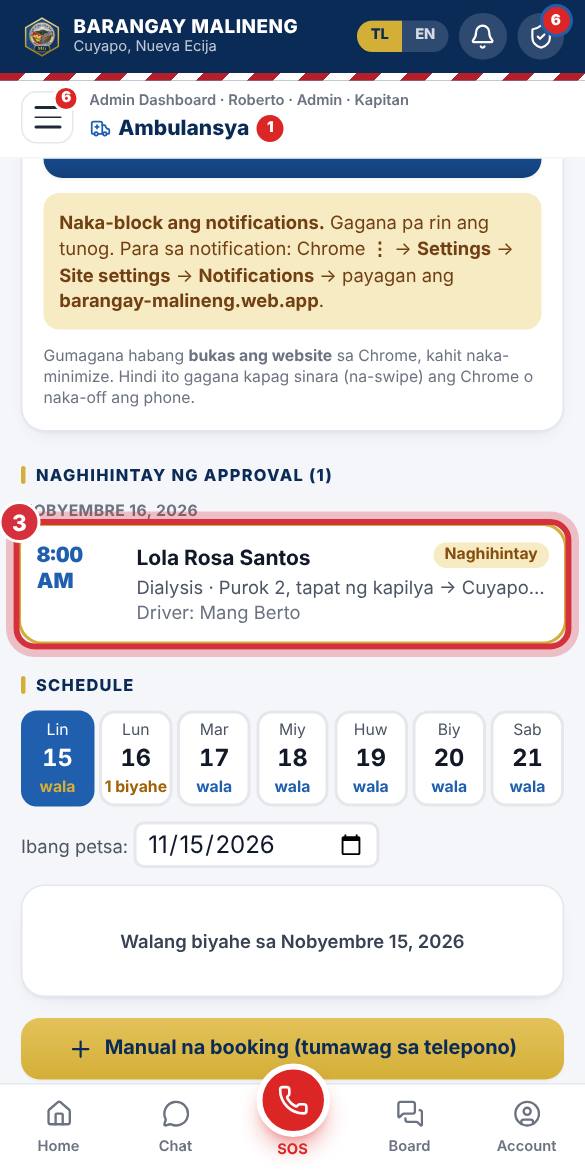 BARANGAY MALINENG
Cuyapo, Nueva Ecija
TL EN
6
6
Admin Dashboard · Roberto · Admin · Kapitan
Ambulansya 1
Naka-block ang notifications. Gagana pa rin ang
tunog. Para sa notification: Chrome ⋮ → Settings →
Site settings → Notifications → payagan ang
barangay-malineng.web.app.
Gumagana habang bukas ang website sa Chrome, kahit naka-
minimize. Hindi ito gagana kapag sinara (na-swipe) ang Chrome o
naka-off ang phone.
NAGHIHINTAY NG APPROVAL (1)
OBYEMBRE 16, 2026
3
8:00
AM
Lola Rosa Santos
Naghihintay
Dialysis · Purok 2, tapat ng kapilya → Cuyapo...
Driver: Mang Berto
SCHEDULE
Lin Lun Mar Miy Huw Biy Sab
15 16 17 18 19 20 21
wala 1 biyahe wala wala wala wala wala
Ibang petsa: 11/15/2026
Walang biyahe sa Nobyembre 15, 2026
+ Manual na booking (tumawag sa telepono)
Home Chat SOS Board Account